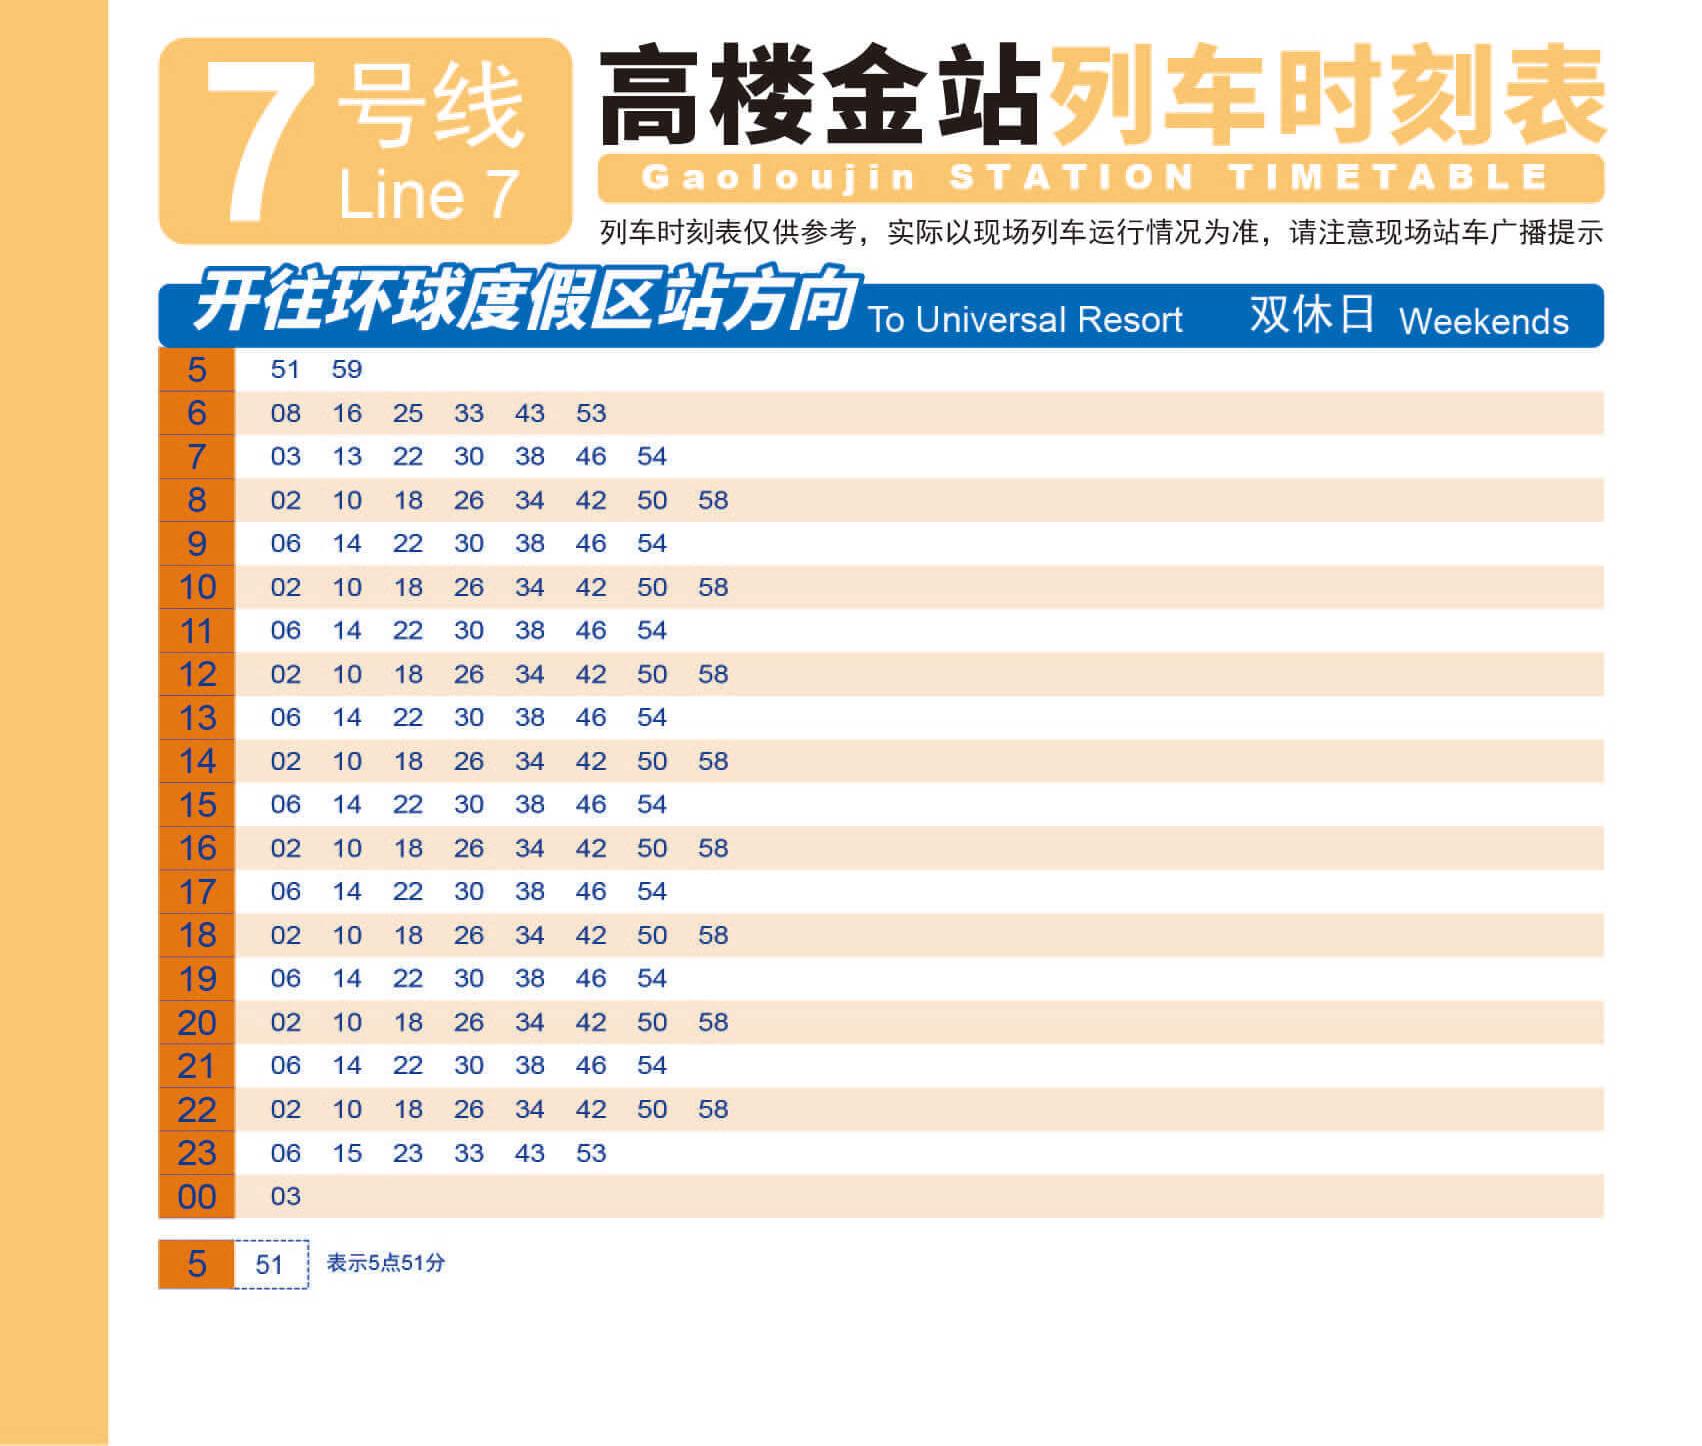 7号线
Line 7
高楼金站列车时刻表
Gaoloujin STATION TIMETABLE
列车时刻表仅供参考，实际以现场列车运行情况为准，请注意现场站车广播提示
开往环球度假区站方向 To Universal Resort 双休日 Weekends
5 51 59
6 08 16 25 33 43 53
7 03 13 22 30 38 46 54
8 02 10 18 26 34 42 50 58
9 06 14 22 30 38 46 54
10 02 10 18 26 34 42 50 58
11 06 14 22 30 38 46 54
12 02 10 18 26 34 42 50 58
13 06 14 22 30 38 46 54
14 02 10 18 26 34 42 50 58
15 06 14 22 30 38 46 54
16 02 10 18 26 34 42 50 58
17 06 14 22 30 38 46 54
18 02 10 18 26 34 42 50 58
19 06 14 22 30 38 46 54
20 02 10 18 26 34 42 50 58
21 06 14 22 30 38 46 54
22 02 10 18 26 34 42 50 58
23 06 15 23 33 43 53
00 03
5 51 表示5点51分